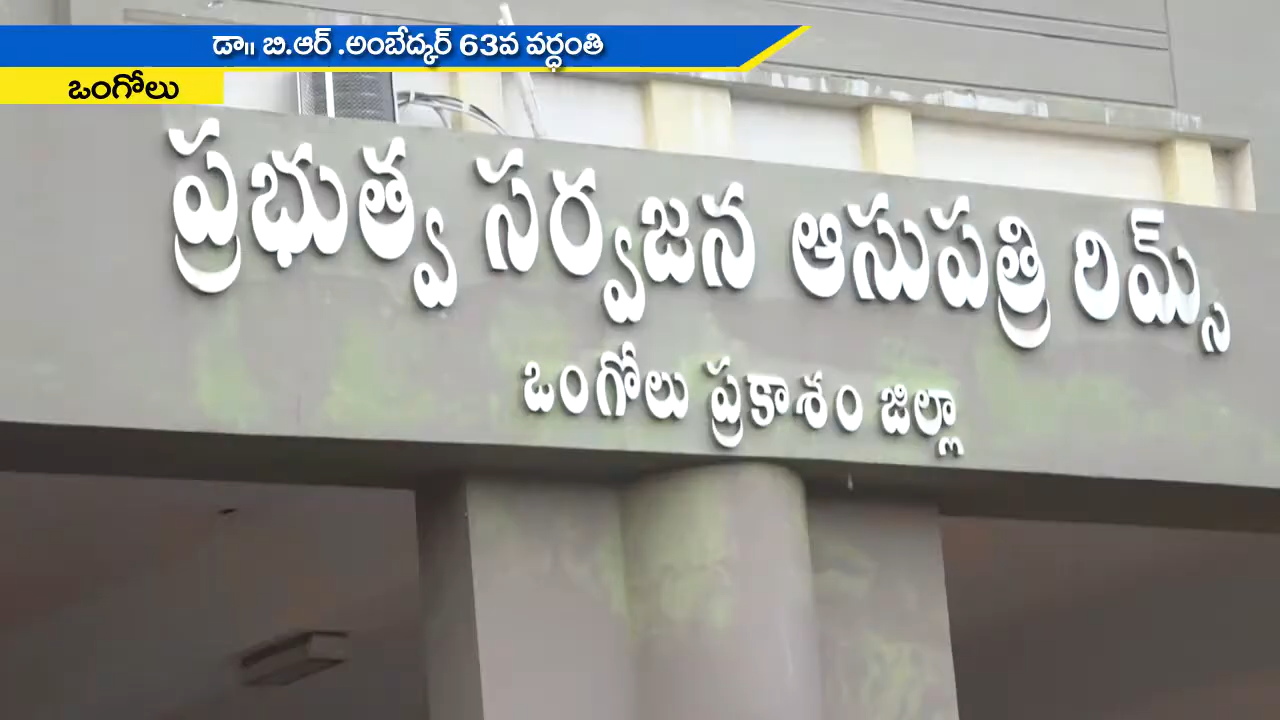 డా॥ బి.ఆర్ .అంబేద్కర్ 63వ వర్ధంతి
ఒంగోలు
ప్రభుత్వ సర్వజన ఆసుపత్రి రిమ్స్
ఒంగోలు ప్రకాశం జిల్లా